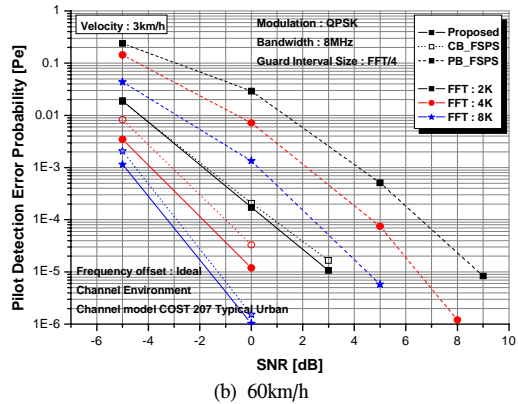 Velocity : 3km/h
Modulation : QPSK
Bandwidth : 8MHz
Guard Interval Size : FFT/4
Proposed
CB_FSPS
PB_FSPS
FFT : 2K
FFT : 4K
FFT : 8K
Pilot Detection Error Probability [Pe]
1
0.1
0.01
1E-3
1E-4
1E-5
1E-6
Frequency offset : Ideal
Channel Environment
Channel model COST 207 Typical Urban
-6 -4 -2 0 2 4 6 8 10
SNR [dB]
(b) 60km/h